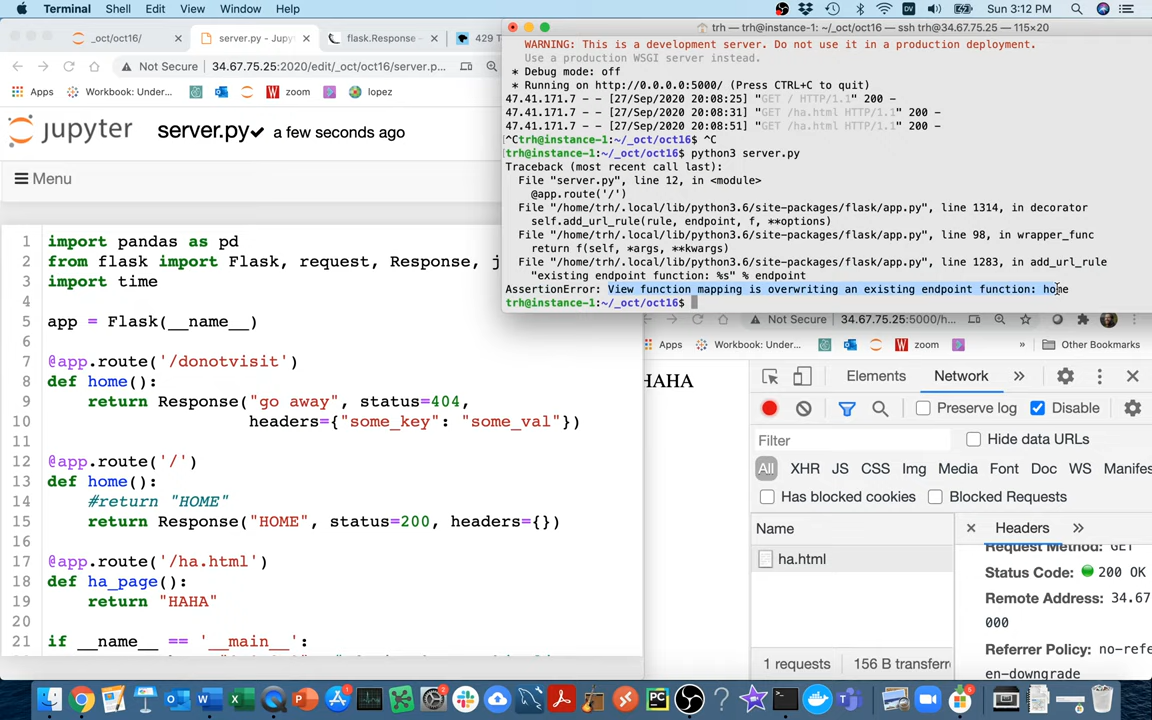 Terminal Shell Edit View Window Help
DV
Sun 3:12 PM
_oct/oct16/
server.py - Jupyt
flask.Response -
429 T
Not Secure
34.67.75.25:2020/edit/_oct/oct16/server.p...
Apps
Workbook: Durre...
zoom
lopez
jupyter
server.py a few seconds ago
Menu
1 import pandas as pd
2 from flask import Flask, request, Response, j
3 import time
4
5 app = Flask(__name__)
6
7 @app.route('/donotvisit')
8 def home():
9 return Response("go away", status=404,
10 headers={"some_key": "some_val"})
11
12 @app.route('/')
13 def home():
14 #return "HOME"
15 return Response("HOME", status=200, headers={})
16
17 @app.route('/ha.html')
18 def ha_page():
19 return "HAHA"
20
21 if __name__ == '__main__':
trh — trh@instance-1: ~/_oct/oct16 — ssh trh@34.67.75.25 — 115×20
WARNING: This is a development server. Do not use it in a production deployment.
Use a production WSGI server instead.
* Debug mode: off
* Running on http://0.0.0.0:5000/ (Press CTRL+C to quit)
47.41.171.7 - - [27/Sep/2020 20:08:25] "GET / HTTP/1.1" 200 -
47.41.171.7 - - [27/Sep/2020 20:08:31] "GET /ha.html HTTP/1.1" 200 -
47.41.171.7 - - [27/Sep/2020 20:08:51] "GET /ha.html HTTP/1.1" 200 -
^Ctrh@instance-1:~/_oct/oct16$ ^C
trh@instance-1:~/_oct/oct16$ python3 server.py
Traceback (most recent call last):
File "server.py", line 12, in <module>
@app.route('/')
File "/home/trh/.local/lib/python3.6/site-packages/flask/app.py", line 1314, in decorator
self.add_url_rule(rule, endpoint, f, **options)
File "/home/trh/.local/lib/python3.6/site-packages/flask/app.py", line 98, in wrapper_func
return f(self, *args, **kwargs)
File "/home/trh/.local/lib/python3.6/site-packages/flask/app.py", line 1283, in add_url_rule
"existing endpoint function: %s" % endpoint
AssertionError: View function mapping is overwriting an existing endpoint function: home
trh@instance-1:~/_oct/oct16$
Not Secure
34.67.75.25:5000/h...
Apps
Workbook: Durre...
zoom
»
Other Bookmarks
HAHA
Elements Network »
Preserve log
Disable
Filter
Hide data URLs
All XHR JS CSS Img Media Font Doc WS Manifes
Has blocked cookies
Blocked Requests
Name
Headers »
ha.html
Request Method: GET
Status Code: 200 OK
Remote Address: 34.67
000
Referrer Policy: no-refe
en-downgrade
1 requests
156 B transferr